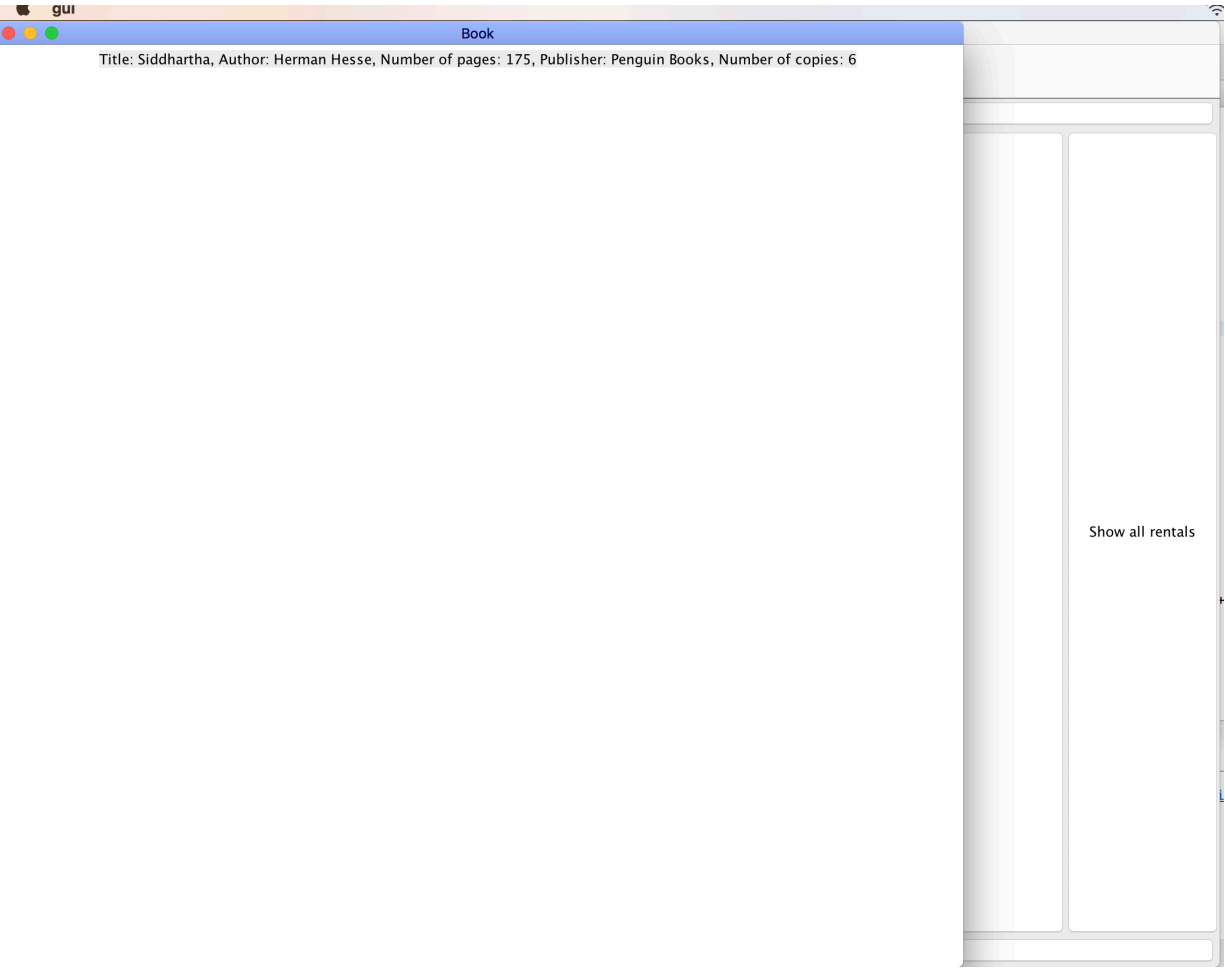 gui
Book
Title: Siddhartha, Author: Herman Hesse, Number of pages: 175, Publisher: Penguin Books, Number of copies: 6
Show all rentals